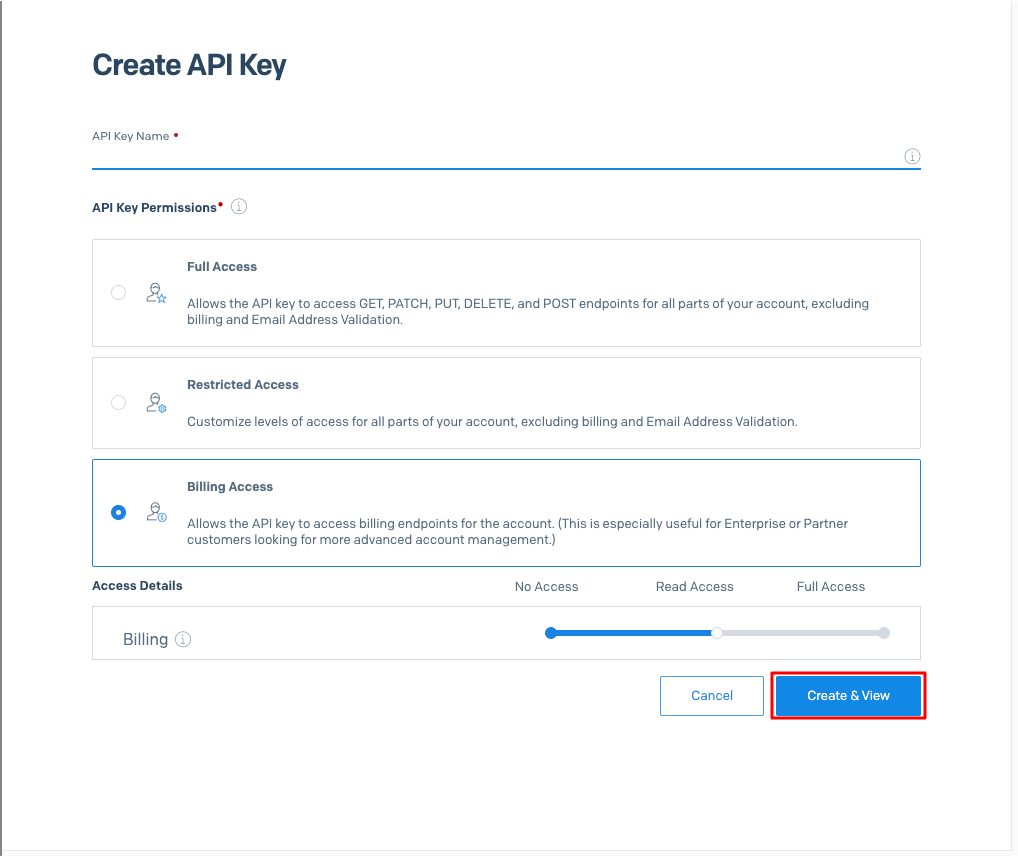 Create API Key
API Key Name •
API Key Permissions•
Full Access
Allows the API key to access GET, PATCH, PUT, DELETE, and POST endpoints for all parts of your account, excluding
billing and Email Address Validation.
Restricted Access
Customize levels of access for all parts of your account, excluding billing and Email Address Validation.
Billing Access
Allows the API key to access billing endpoints for the account. (This is especially useful for Enterprise or Partner
customers looking for more advanced account management.)
Access Details No Access Read Access Full Access
Billing
Cancel Create & View